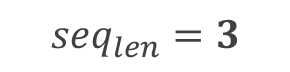 seq_len = 3